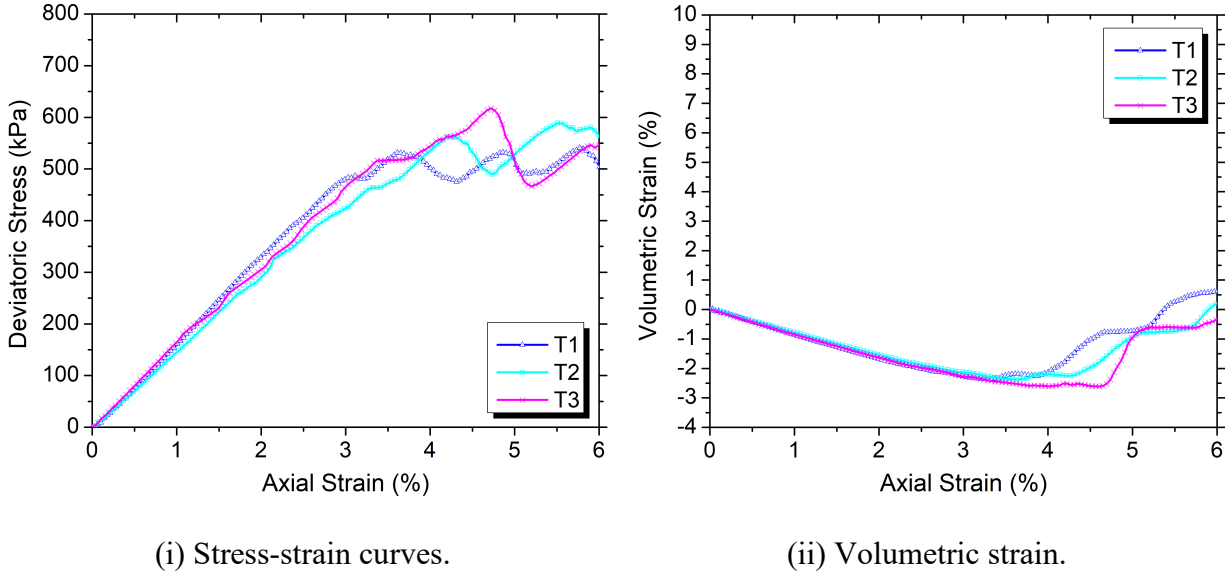 800
700
600
500
400
300
200
100
0
0 1 2 3 4 5 6
Deviatoric Stress (kPa)
Axial Strain (%)
T1
T2
T3
10
9
8
7
6
5
4
3
2
1
0
-1
-2
-3
-4
0 1 2 3 4 5 6
Volumetric Strain (%)
Axial Strain (%)
T1
T2
T3
(i) Stress-strain curves.
(ii) Volumetric strain.